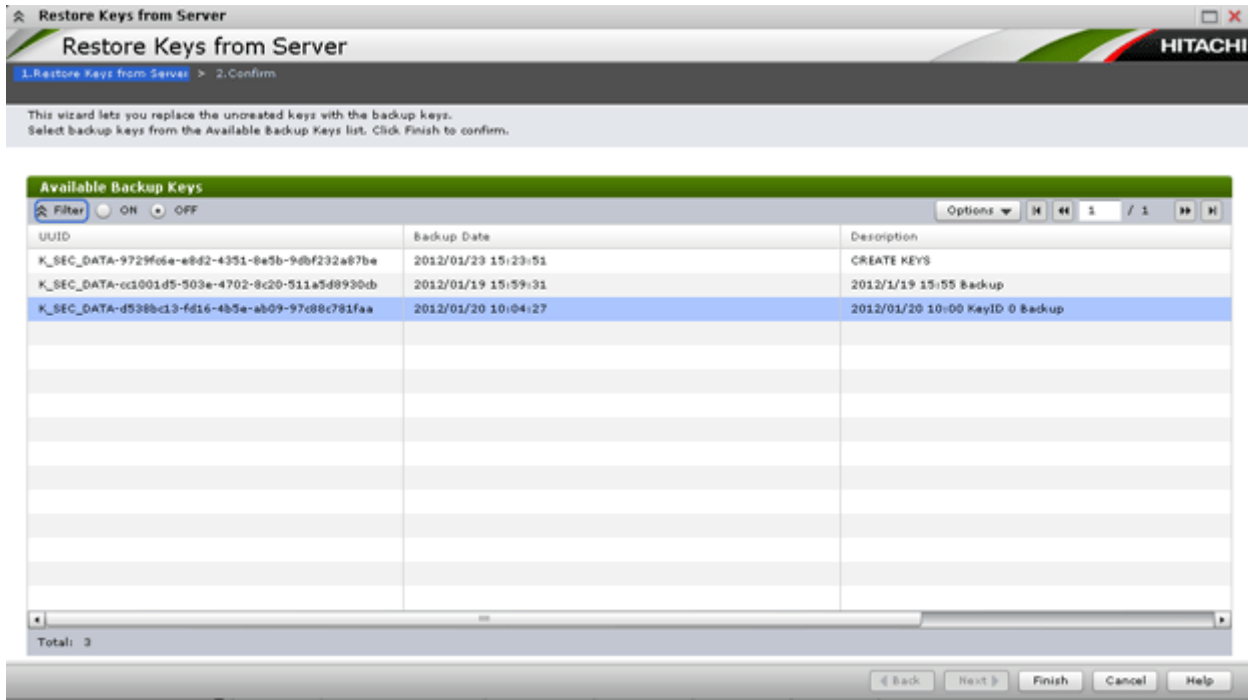 Restore Keys from Server
Restore Keys from Server
HITACHI
1.Restore Keys from Server > 2.Confirm
This wizard lets you replace the uncreated keys with the backup keys.
Select backup keys from the Available Backup Keys list. Click Finish to confirm.
Available Backup Keys
Filter ON OFF Options 1 / 1
UUID Backup Date Description
K_SEC_DATA-9729fc6e-e8d2-4351-8e5b-9dbf232a87be 2012/01/23 15:23:51 CREATE KEYS
K_SEC_DATA-cc1001d5-503e-4702-8c20-511a5d8930cb 2012/01/19 15:59:31 2012/1/19 15:55 Backup
K_SEC_DATA-d538bc13-fd16-4b5e-ab09-97c88c781faa 2012/01/20 10:04:27 2012/01/20 10:00 KeyID 0 Backup
Total: 3
Back Next Finish Cancel Help